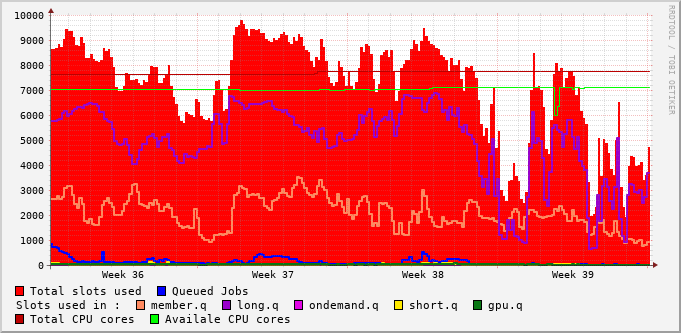 10000
9000
8000
7000
6000
5000
4000
3000
2000
1000
0
Week 36 Week 37 Week 38 Week 39
RRDTOOL / TOBI OETIKER
Total slots used Queued Jobs
Slots used in : member.q long.q ondemand.q short.q gpu.q
Total CPU cores Availale CPU cores